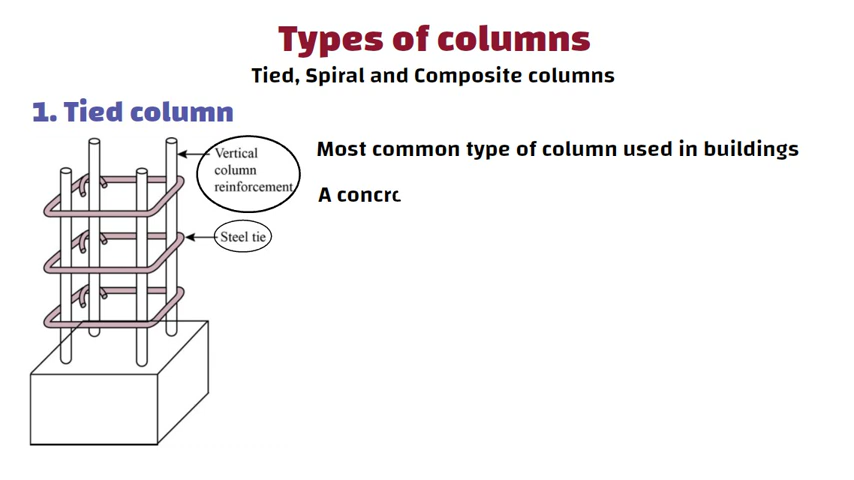 Types of columns
Tied, Spiral and Composite columns
1. Tied column
Vertical
column
reinforcement
Most common type of column used in buildings
A
Steel tie